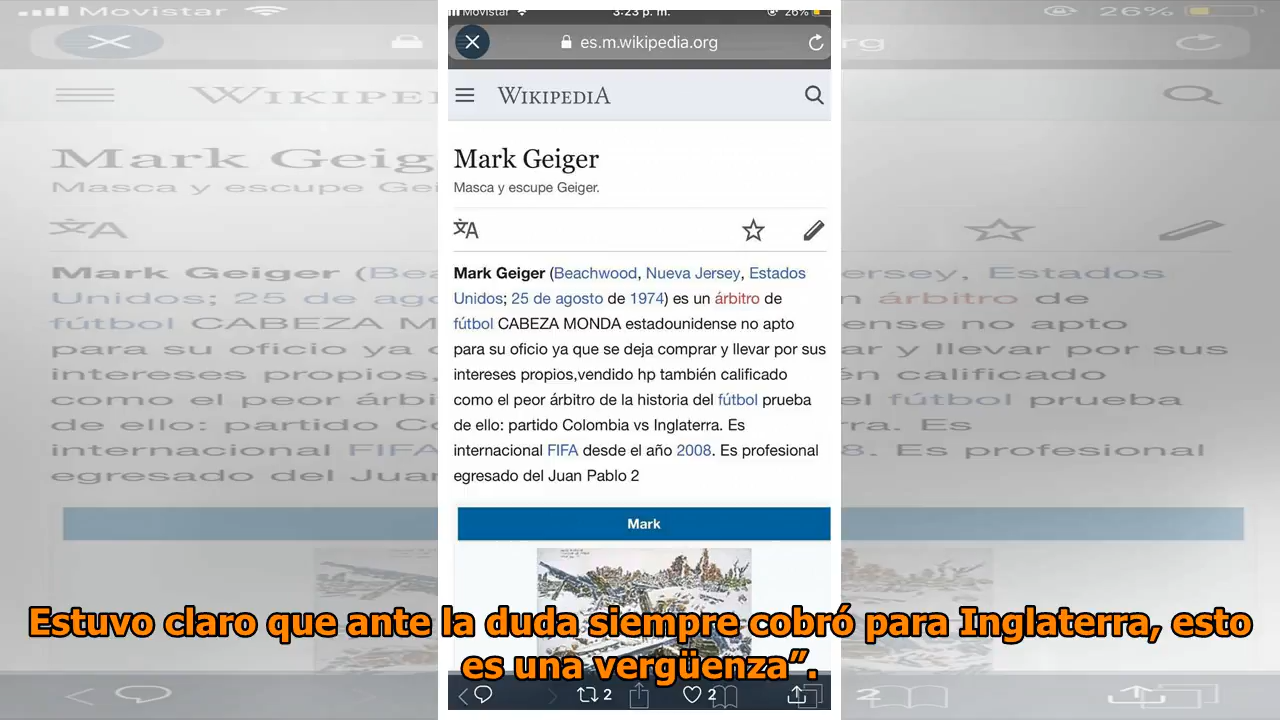 Movistar
3:23 p. m.
26%
es.m.wikipedia.org
WIKIPEDIA
Mark Geiger
Masca y escupe Geiger.
Mark Geiger (Beachwood, Nueva Jersey, Estados
Unidos; 25 de agosto de 1974) es un árbitro de
fútbol CABEZA MONDA estadounidense no apto
para su oficio ya que se deja comprar y llevar por sus
intereses propios,vendido hp también calificado
como el peor árbitro de la historia del fútbol prueba
de ello: partido Colombia vs Inglaterra. Es
internacional FIFA desde el año 2008. Es profesional
egresado del Juan Pablo 2
Mark
Estuvo claro que ante la duda siempre cobró para Inglaterra, esto
es una vergüenza”.
2
2